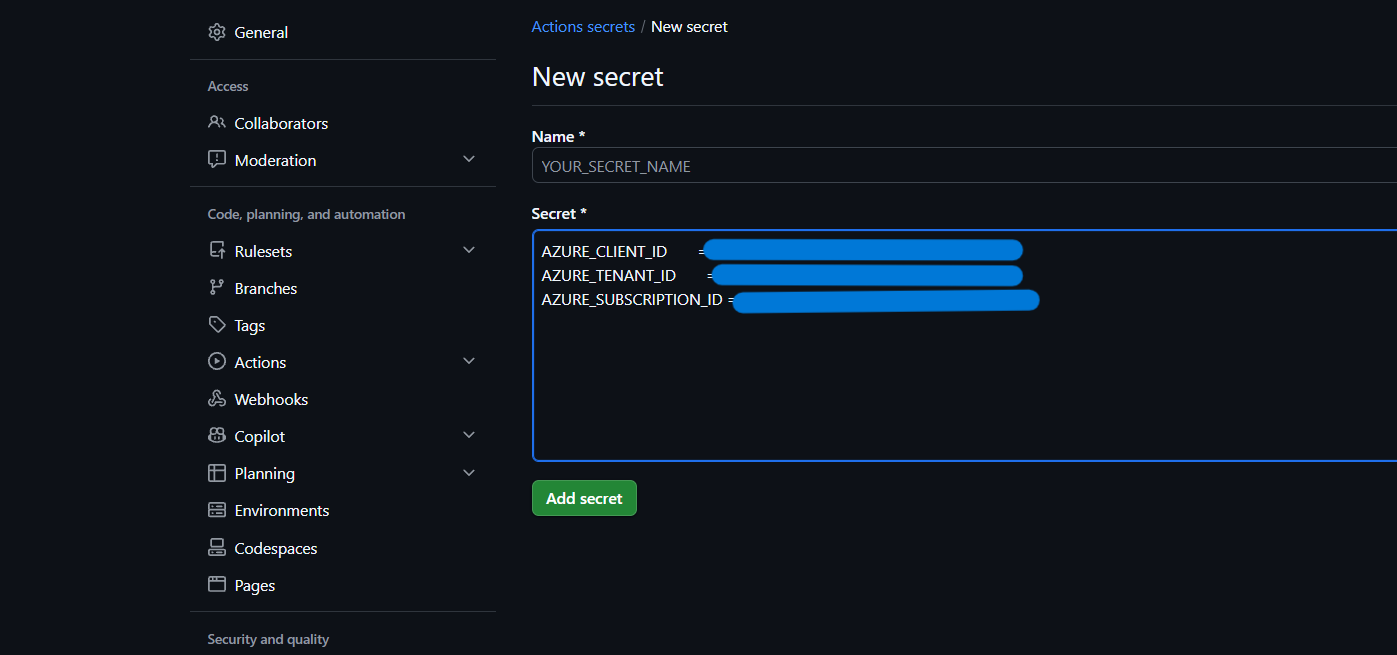 General
Access
Collaborators
Moderation
Code, planning, and automation
Rulesets
Branches
Tags
Actions
Webhooks
Copilot
Planning
Environments
Codespaces
Pages
Security and quality
Actions secrets / New secret
New secret
Name *
YOUR_SECRET_NAME
Secret *
AZURE_CLIENT_ID =
AZURE_TENANT_ID =
AZURE_SUBSCRIPTION_ID =
Add secret